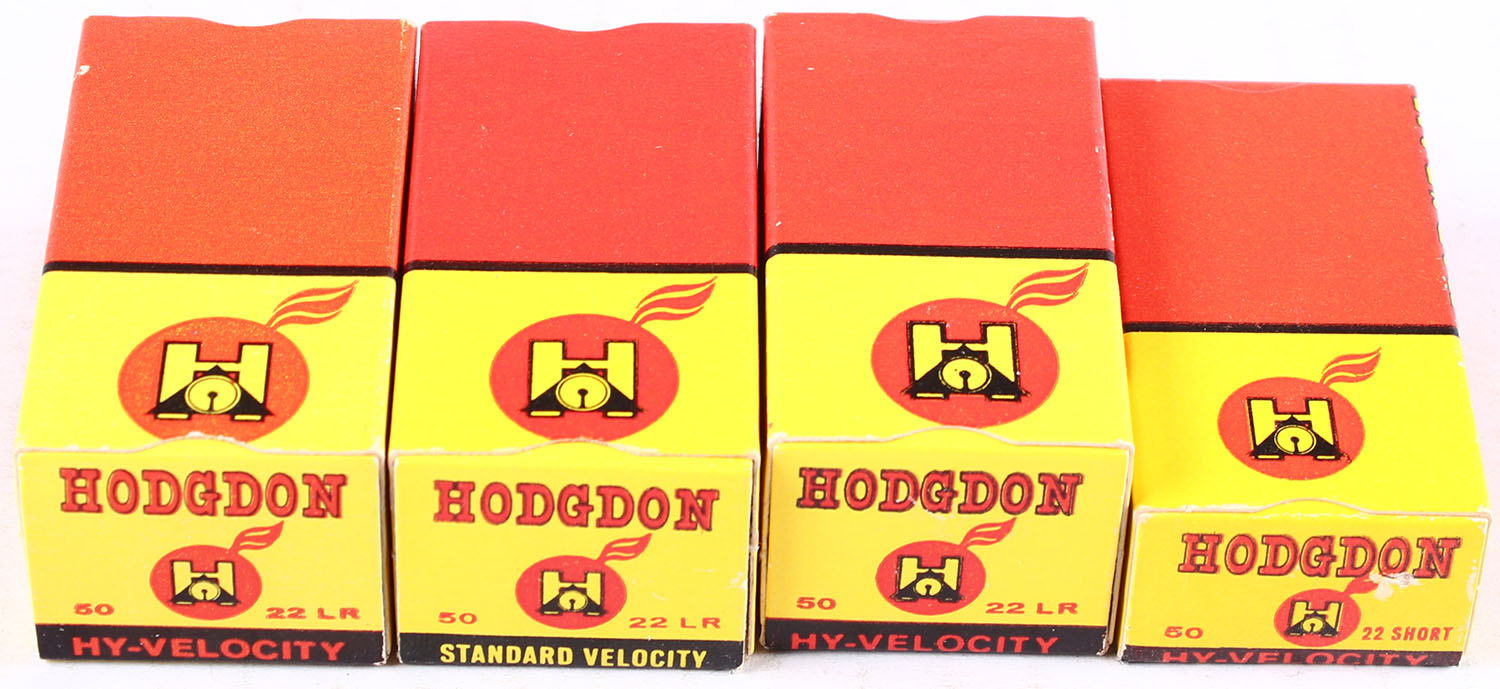 HODGDON
50 22 LR
HY-VELOCITY
HODGDON
50 22 LR
STANDARD VELOCITY
HODGDON
50 22 LR
HY-VELOCITY
HODGDON
50 22 SHORT
HY-VELOCITY